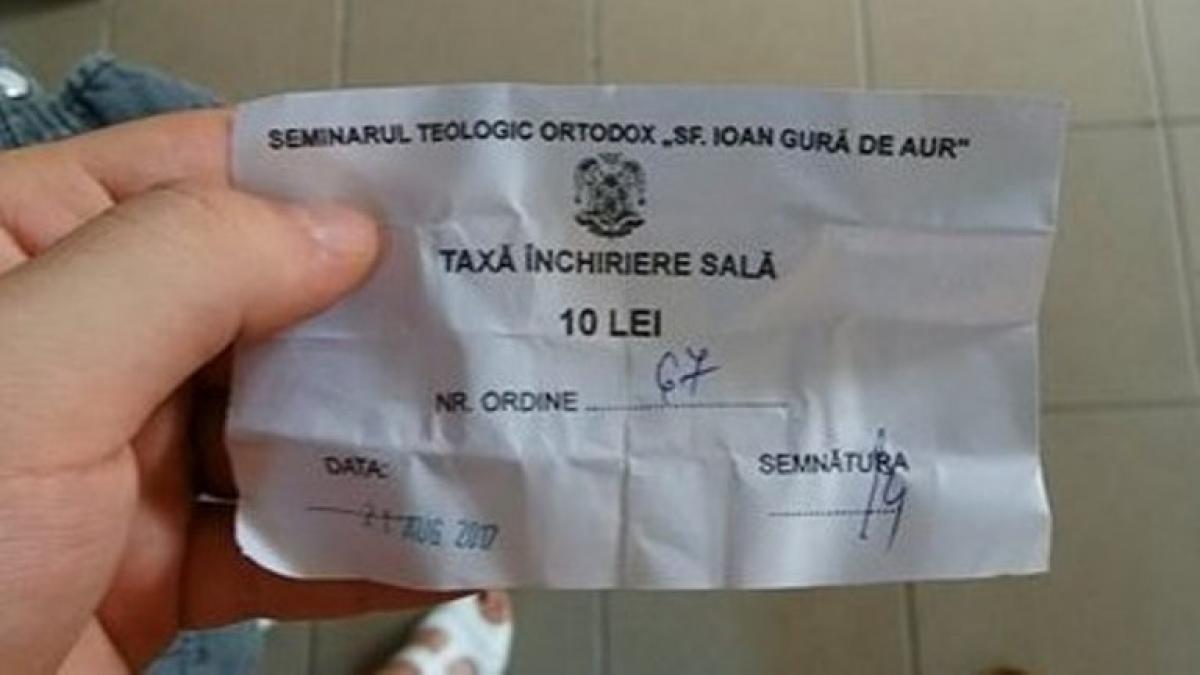 SEMINARUL TEOLOGIC ORTODOX „SF. IOAN GURĂ DE AUR”
TAXĂ ÎNCHIRIERE SALĂ
10 LEI
NR. ORDINE ........ 67
DATA: SEMNĂTURA
21 AUG 2017